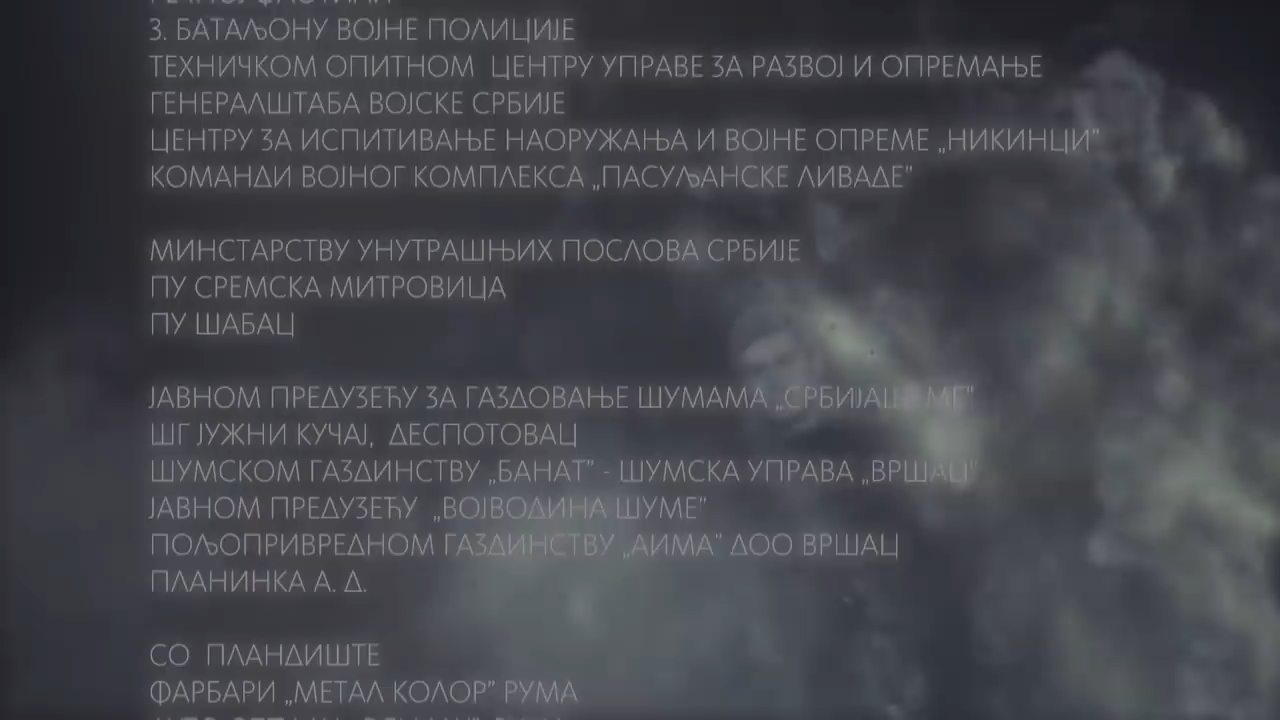 3. БАТАЉОНУ ВОЈНЕ ПОЛИЦИЈЕ
ТЕХНИЧКОМ ОПИТНОМ ЦЕНТРУ УПРАВЕ ЗА РАЗВОЈ И ОПРЕМАЊЕ
ГЕНЕРАЛШТАБА ВОЈСКЕ СРБИЈЕ
ЦЕНТРУ ЗА ИСПИТИВАЊЕ НАОРУЖАЊА И ВОЈНЕ ОПРЕМЕ „НИКИНЦИ”
КОМАНДИ ВОЈНОГ КОМПЛЕКСА „ПАСУЉАНСКЕ ЛИВАДЕ”
МИНСТАРСТВУ УНУТРАШЊИХ ПОСЛОВА СРБИЈЕ
ПУ СРЕМСКА МИТРОВИЦА
ПУ ШАБАЦ
ЈАВНОМ ПРЕДУЗЕЋУ ЗА ГАЗДОВАЊЕ ШУМАМА
ШГ ЈУЖНИ КУЧАЈ, ДЕСПОТОВАЦ
ШУМСКОМ ГАЗДИНСТВУ „БАНАТ” - ШУМСКА УПРАВА „ВРШАЦ”
ЈАВНОМ ПРЕДУЗЕЋУ „ВОЈВОДИНА ШУМЕ”
ПОЉОПРИВРЕДНОМ ГАЗДИНСТВУ „АИМА” ДОО ВРШАЦ
ПЛАНИНКА А. Д.
СО ПЛАНДИШТЕ
ФАРБАРИ „МЕТАЛ КОЛОР” РУМА